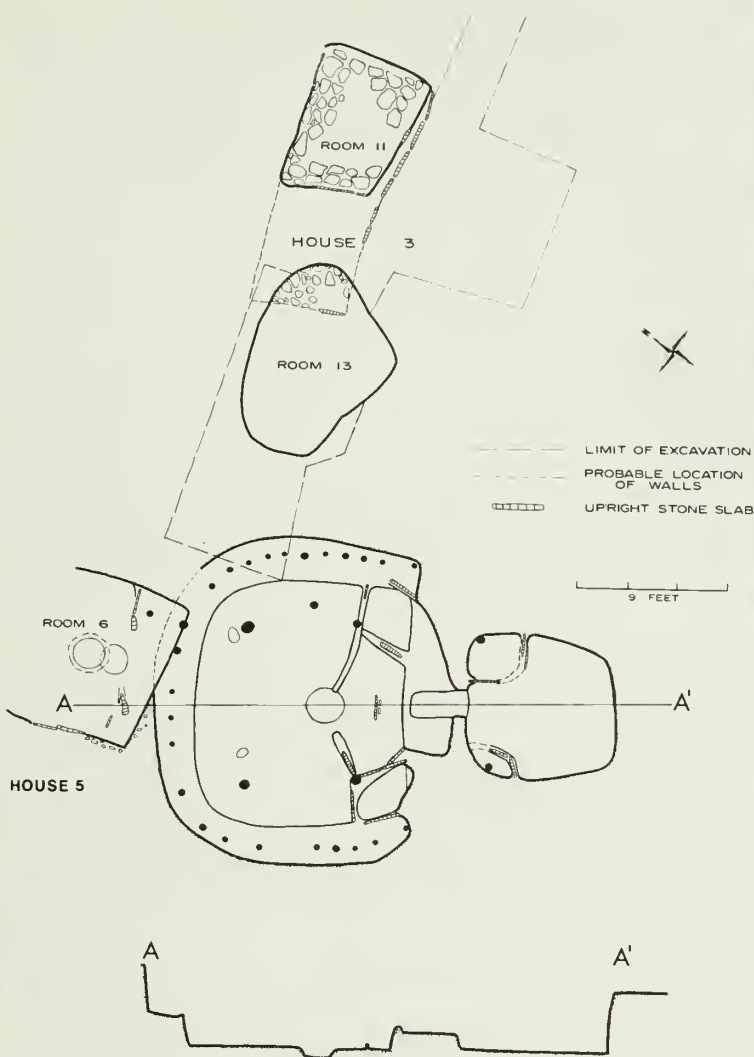 ROOM 11
HOUSE 3
ROOM 13
N
LIMIT OF EXCAVATION
PROBABLE LOCATION
OF WALLS
UPRIGHT STONE SLAB
9 FEET
ROOM 6
A A'
HOUSE 5
A A'